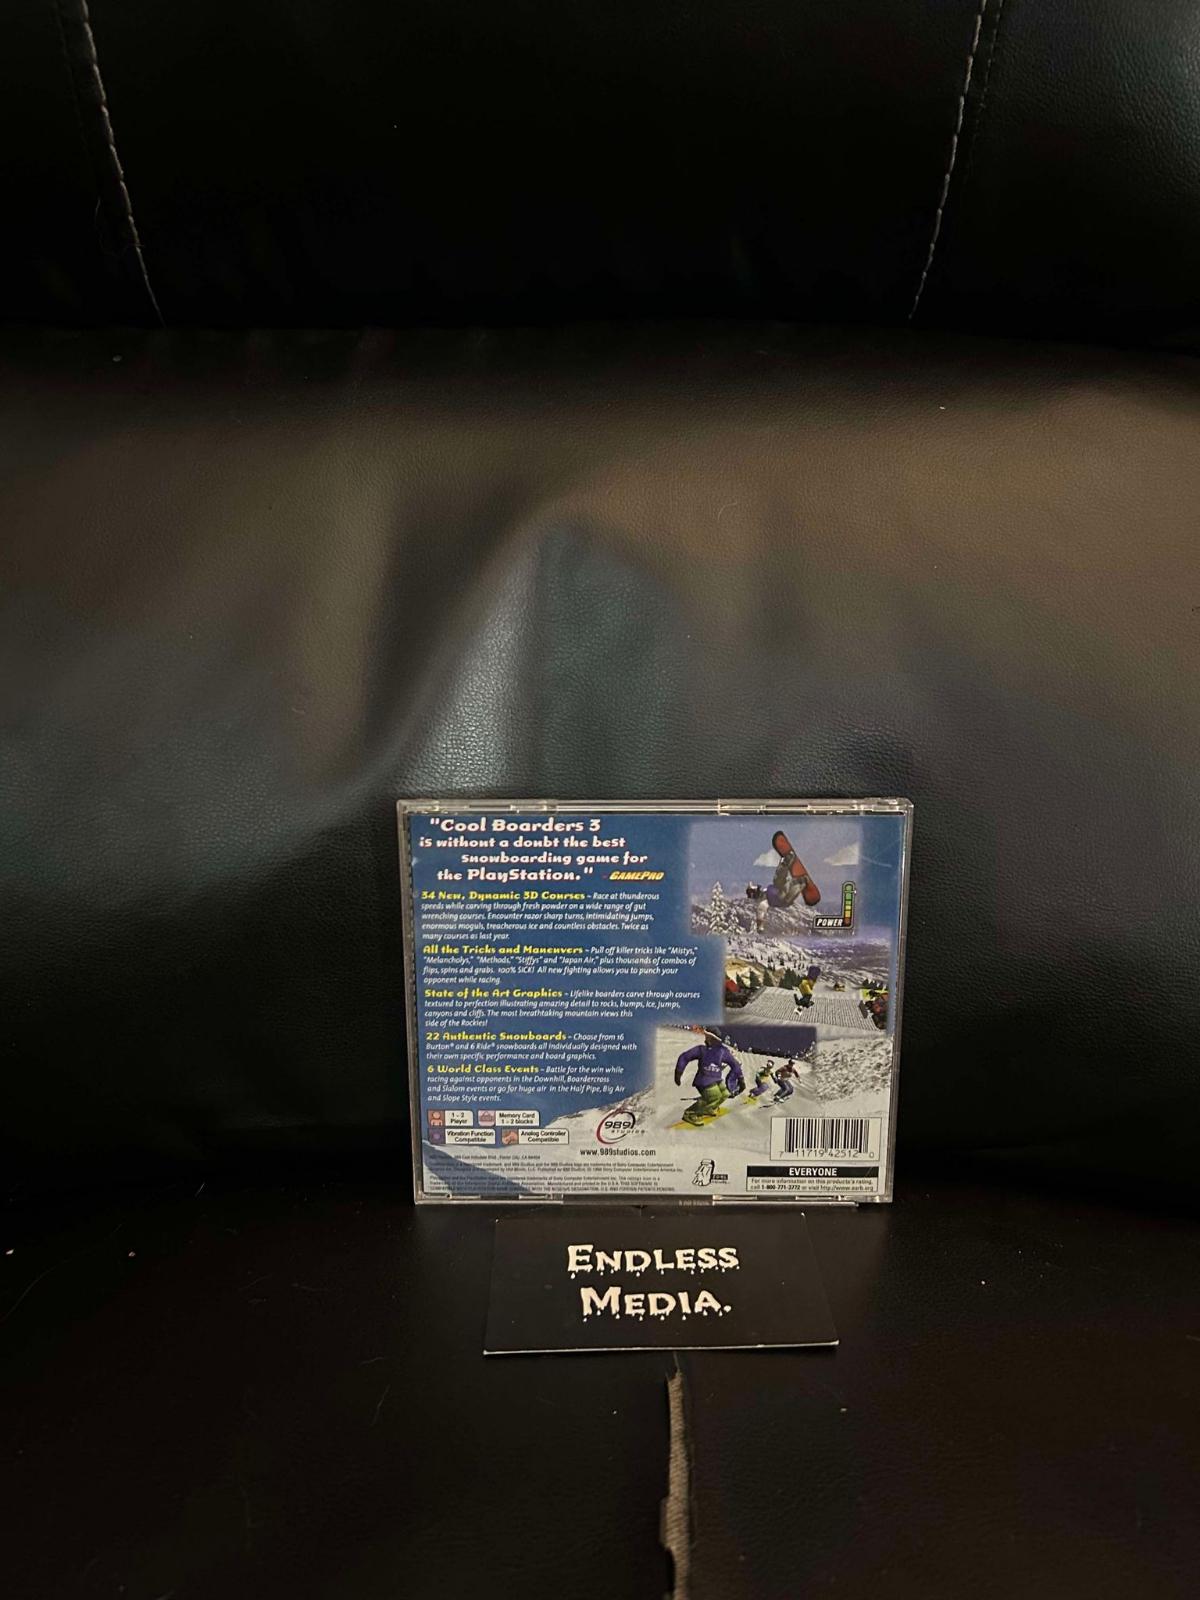 "Cool Boarders 3
is without a doubt the best
snowboarding game for
the PlayStation." - GAMEPRO
34 New, Dynamic 3D Courses - Race at thunderous
speeds while carving through fresh powder on a wide range of gut
wrenching courses. Encounter razor sharp turns, intimidating jumps,
enormous moguls, treacherous ice and countless obstacles. Twice as
many courses as last year.
All the Tricks and Maneuvers - Pull off killer tricks like "Mistys,"
"Melancholys," "Methods," "Stiffys" and "Japan Air," plus thousands of combos of
flips, spins and grabs. 100% SICK! All new fighting allows you to punch your
opponent while racing.
State of the Art Graphics - Lifelike boarders carve through courses
textured to perfection illustrating amazing detail to rocks, bumps, ice, jumps,
canyons and cliffs. The most breathtaking mountain views this
side of the Rockies!
22 Authentic Snowboards - Choose from 16
Burton® and 6 Ride® snowboards all individually designed with
their own specific performance and board graphics.
6 World Class Events - Battle for the win while
racing against opponents in the Downhill, Boardercross
and Slalom events or go for huge air in the Half Pipe, Big Air
and Slope Style events.
POWER
1 - 2
Player
Memory Card
1 - 2 blocks
Vibration Function
Compatible
Analog Controller
Compatible
989
STUDIOS
www.989studios.com
7 11719 42512 0
EVERYONE
For more information on this product's rating,
call 1-800-771-3772 or visit http://www.esrb.org
ENDLESS
MEDIA.